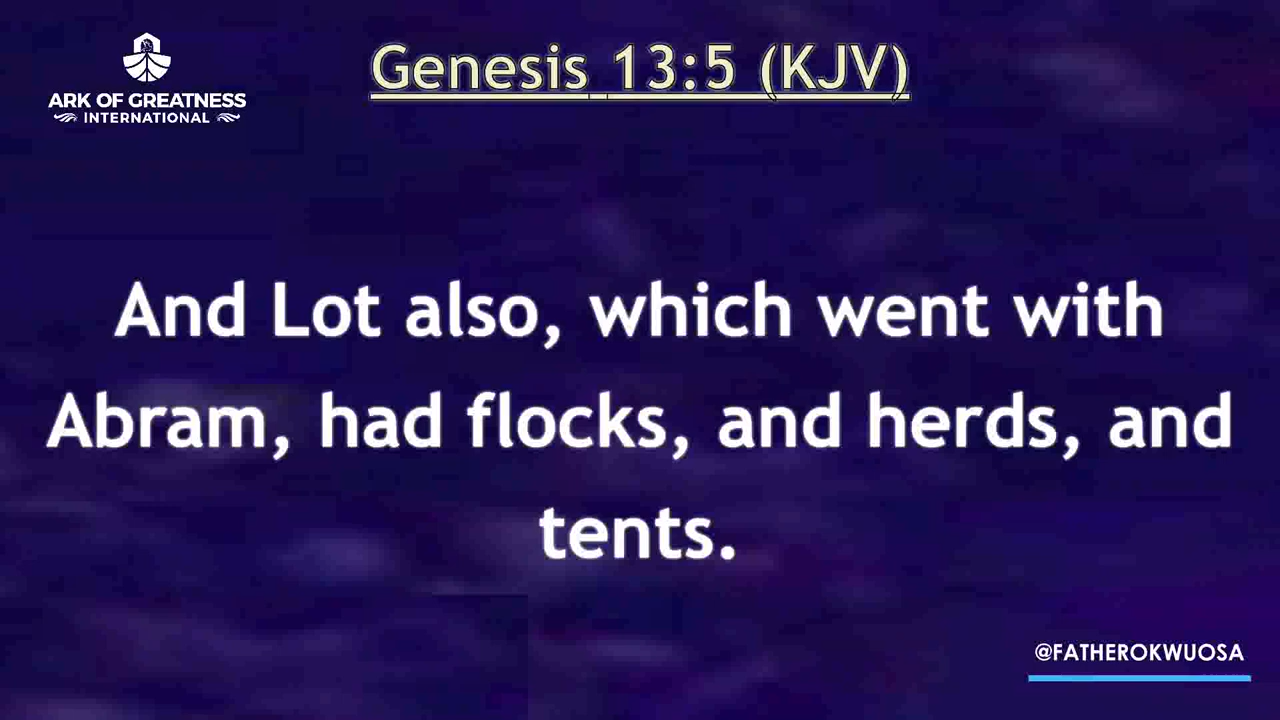 Genesis 13:5 (KJV)
ARK OF GREATNESS
INTERNATIONAL
And Lot also, which went with
Abram, had flocks, and herds, and
tents.
@FATHEROKWUOSA